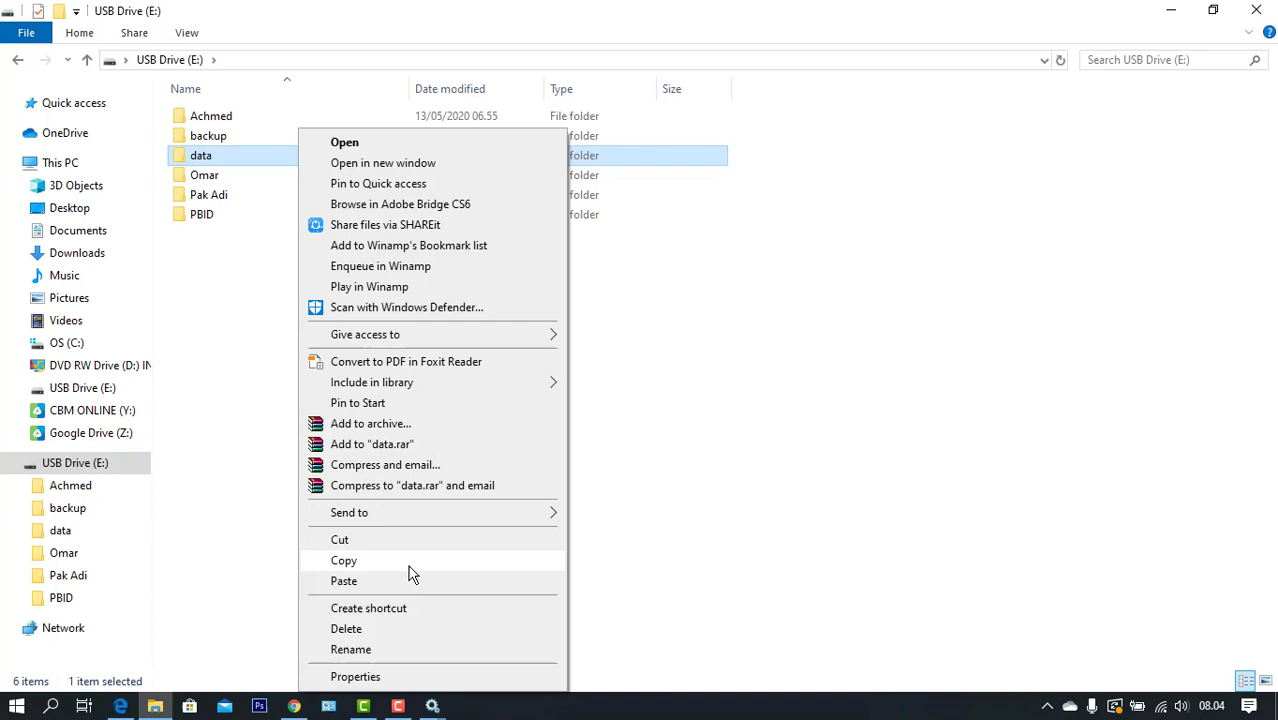 USB Drive (E:)
File Home Share View
USB Drive (E:)
Search USB Drive (E:)
Name Date modified Type Size
Quick access
OneDrive
This PC
3D Objects
Desktop
Documents
Downloads
Music
Pictures
Videos
OS (C:)
DVD RW Drive (D:) IN
USB Drive (E:)
CBM ONLINE (Y:)
Google Drive (Z:)
USB Drive (E:)
Achmed
backup
data
Omar
Pak Adi
PBID
Network
Achmed 13/05/2020 06.55 File folder
backup folder
data folder
Omar folder
Pak Adi folder
PBID folder
Open
Open in new window
Pin to Quick access
Browse in Adobe Bridge CS6
Share files via SHAREit
Add to Winamp's Bookmark list
Enqueue in Winamp
Play in Winamp
Scan with Windows Defender...
Give access to
Convert to PDF in Foxit Reader
Include in library
Pin to Start
Add to archive...
Add to "data.rar"
Compress and email...
Compress to "data.rar" and email
Send to
Cut
Copy
Paste
Create shortcut
Delete
Rename
Properties
6 items 1 item selected
Ps
08.04